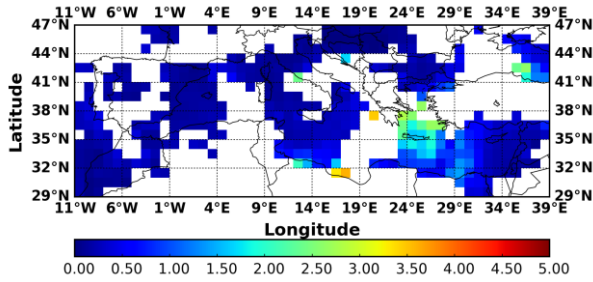 11°W 6°W 1°W 4°E 9°E 14°E 19°E 24°E 29°E 34°E 39°E
47°N 47°N
44°N 44°N
41°N 41°N
38°N 38°N
35°N 35°N
32°N 32°N
29°N 29°N
11°W 6°W 1°W 4°E 9°E 14°E 19°E 24°E 29°E 34°E 39°E
Latitude
Longitude
0.00 0.50 1.00 1.50 2.00 2.50 3.00 3.50 4.00 4.50 5.00